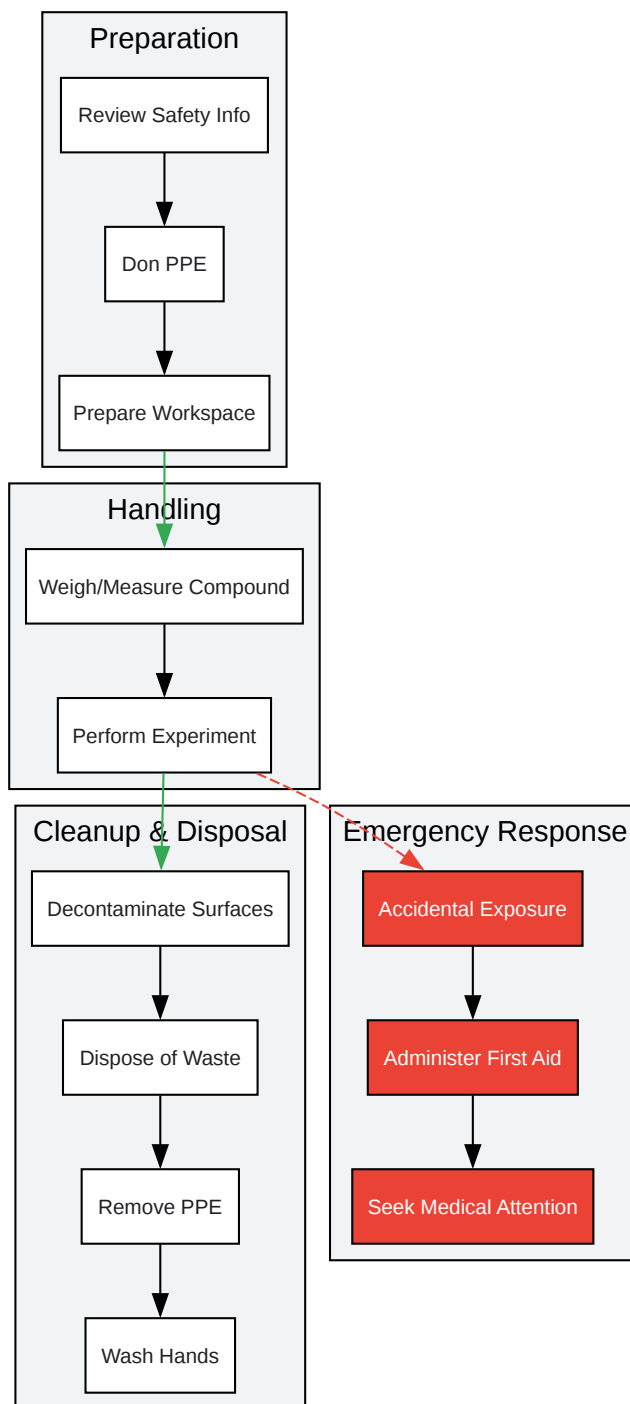 Preparation
Review Safety Info
Don PPE
Prepare Workspace
Handling
Weigh/Measure Compound
Perform Experiment
Cleanup & Disposal
Decontaminate Surfaces
Dispose of Waste
Remove PPE
Wash Hands
Emergency Response
Accidental Exposure
Administer First Aid
Seek Medical Attention